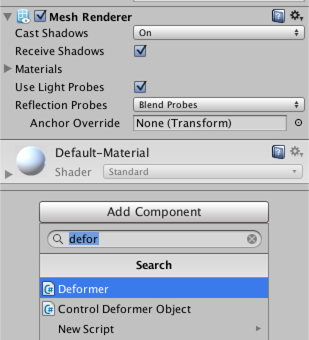 Mesh Renderer
Cast Shadows On
Receive Shadows
Materials
Use Light Probes
Reflection Probes Blend Probes
Anchor Override None (Transform)
Default-Material
Shader Standard
Add Component
defor
Search
Deformer
Control Deformer Object
New Script